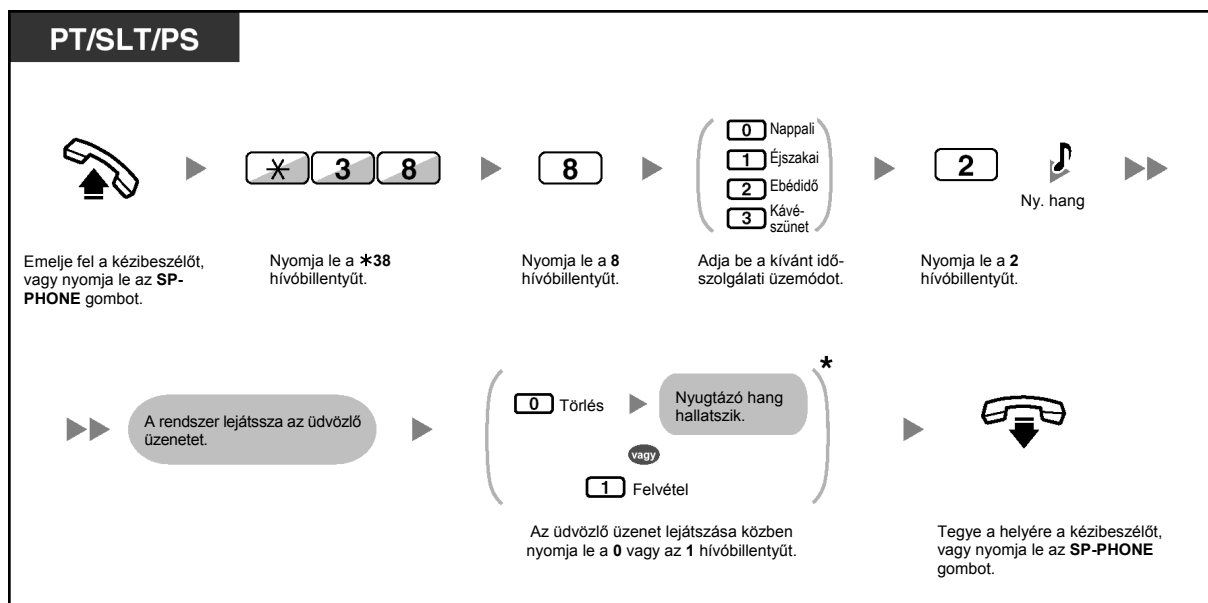 PT/SLT/PS
✳ 3 8
8
0 Nappali
1 Éjszakai
2 Ebédidő
3 Kávé-
szünet
2
Ny. hang
Emelje fel a kézibeszélőt,
vagy nyomja le az SP-
PHONE gombot.
Nyomja le a ✳38
hívóbillentyűt.
Nyomja le a 8
hívóbillentyűt.
Adja be a kívánt idő-
szolgálati üzemódot.
Nyomja le a 2
hívóbillentyűt.
A rendszer lejátssza az üdvözlő
üzenetet.
0 Törlés
Nyugtázó hang
hallatszik.
*
vagy
1 Felvétel
Az üdvözlő üzenet lejátszása közben
nyomja le a 0 vagy az 1 hívóbillentyűt.
Tegye a helyére a kézibeszélőt,
vagy nyomja le az SP-PHONE
gombot.